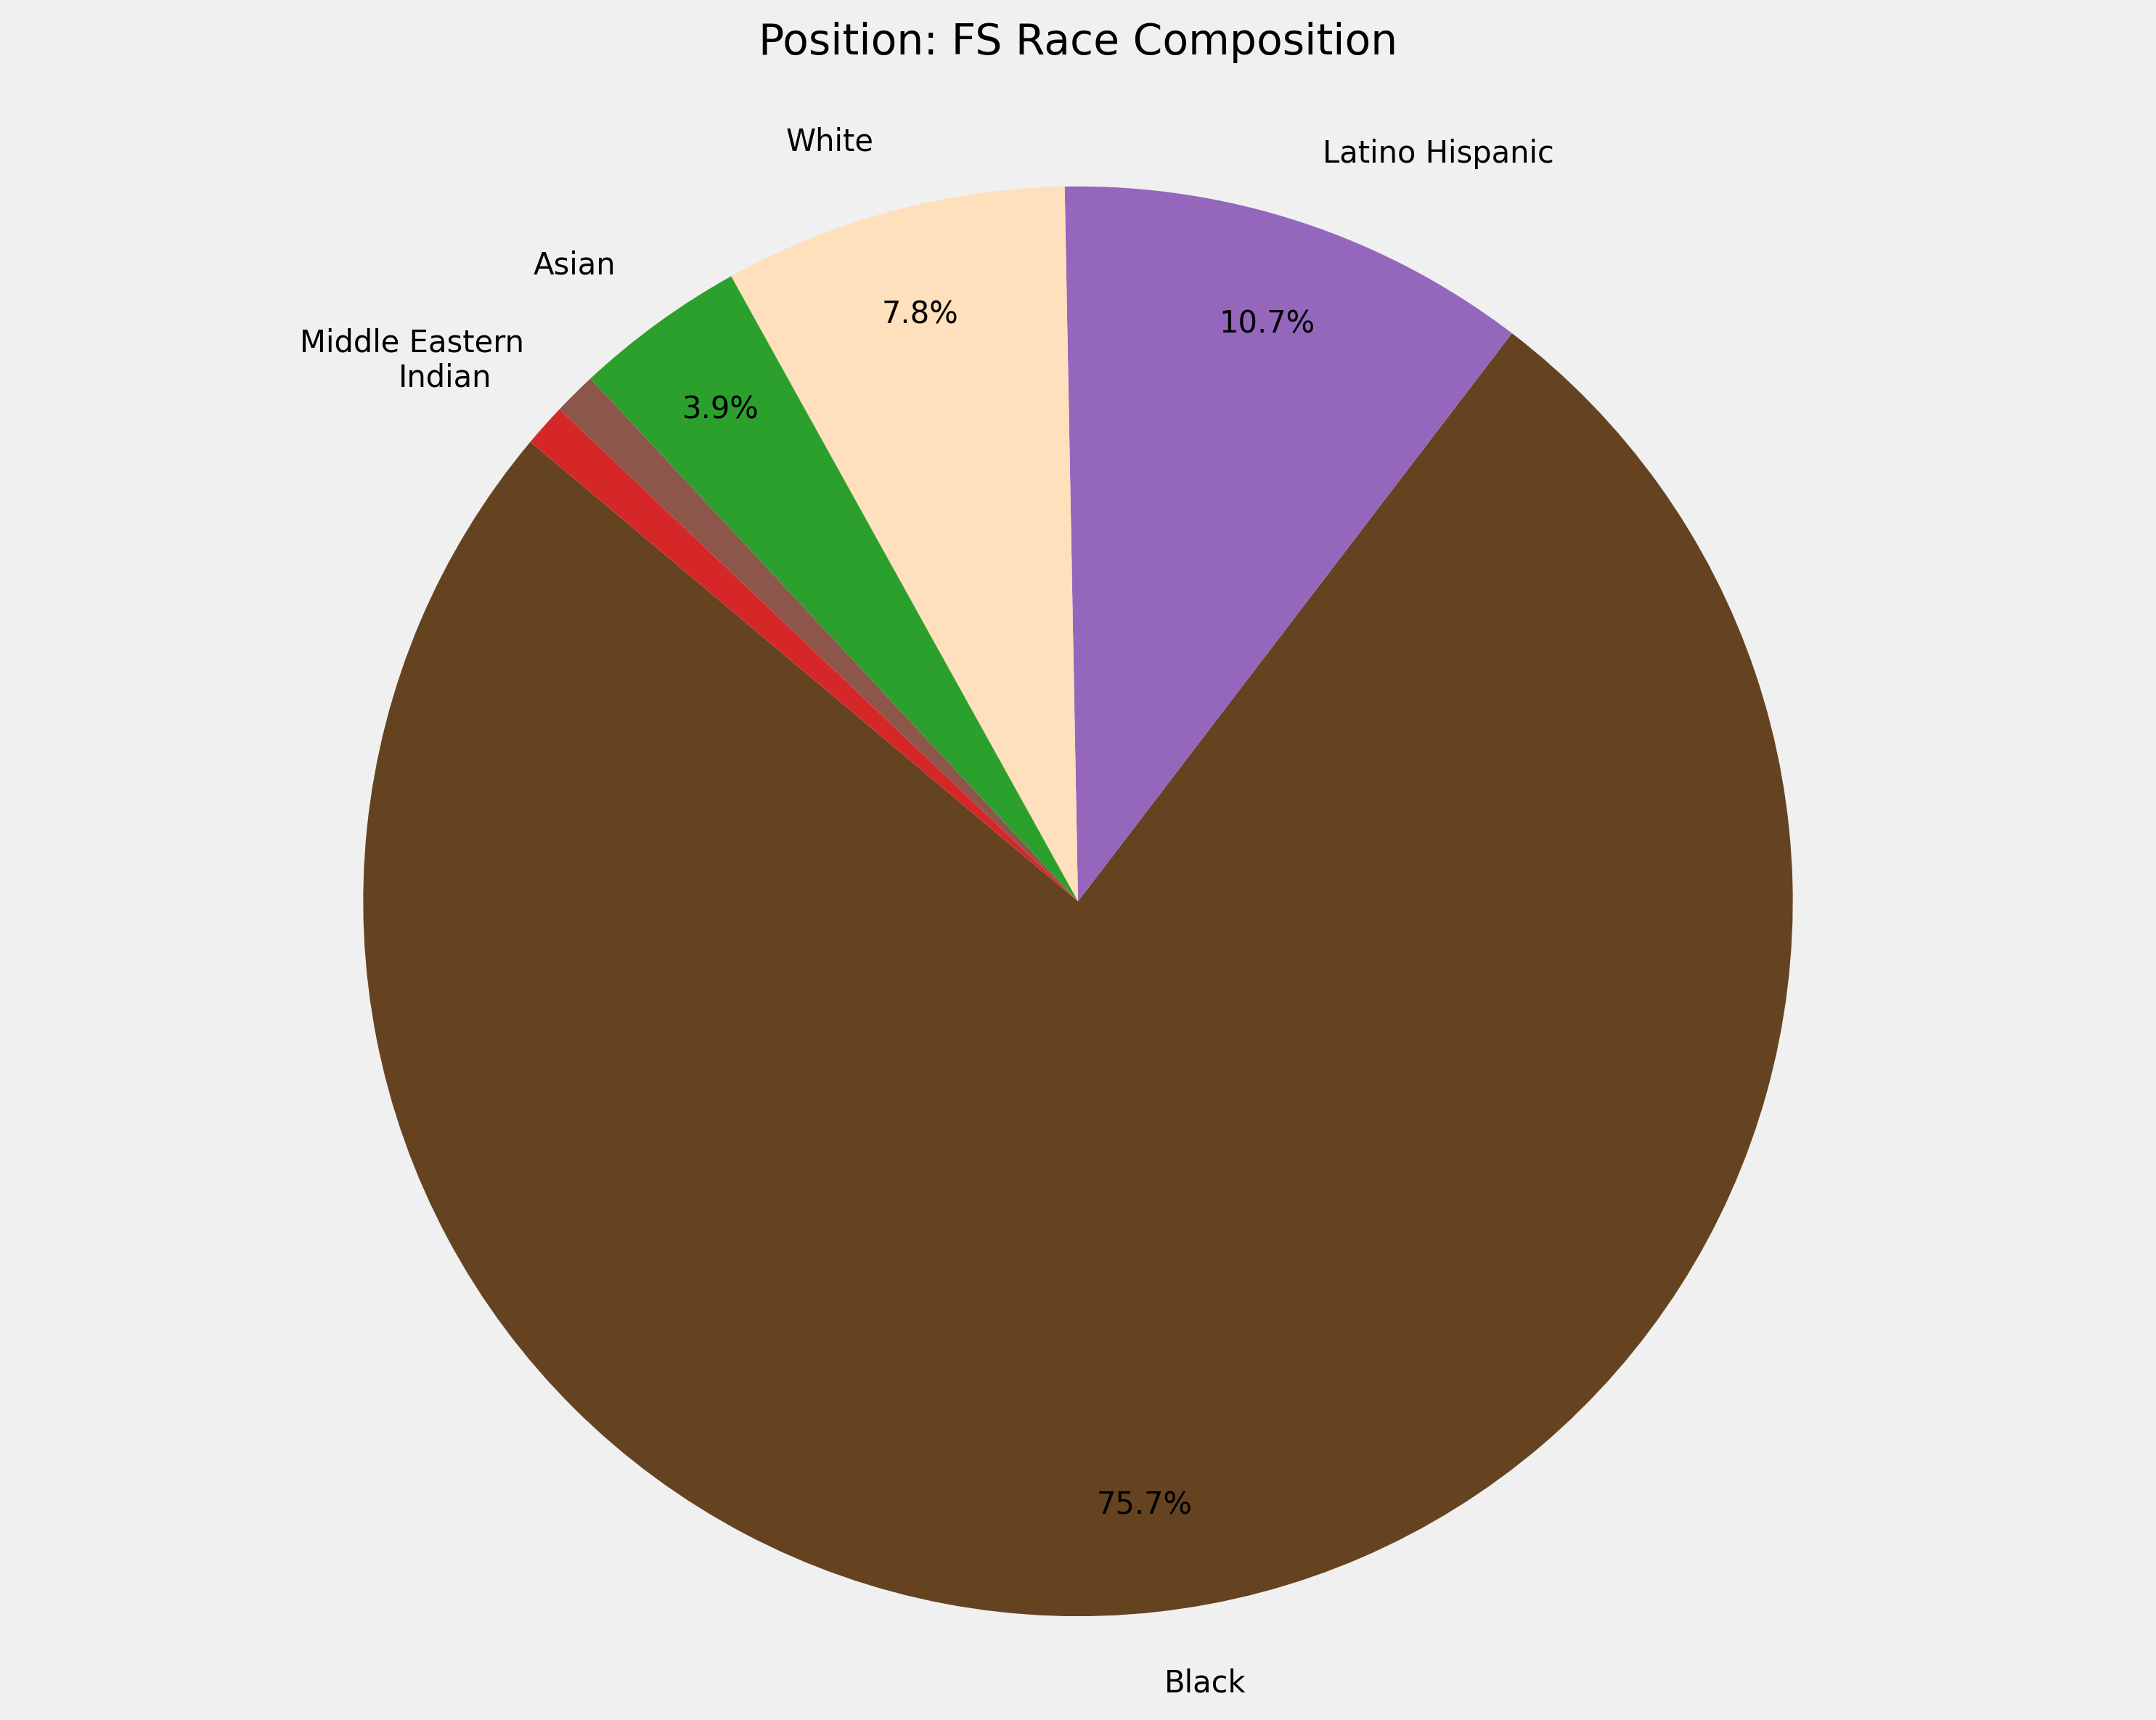 Position: FS Race Composition
White
Latino Hispanic
Asian
7.8%
10.7%
Middle Eastern
Indian
3.9%
75.7%
Black